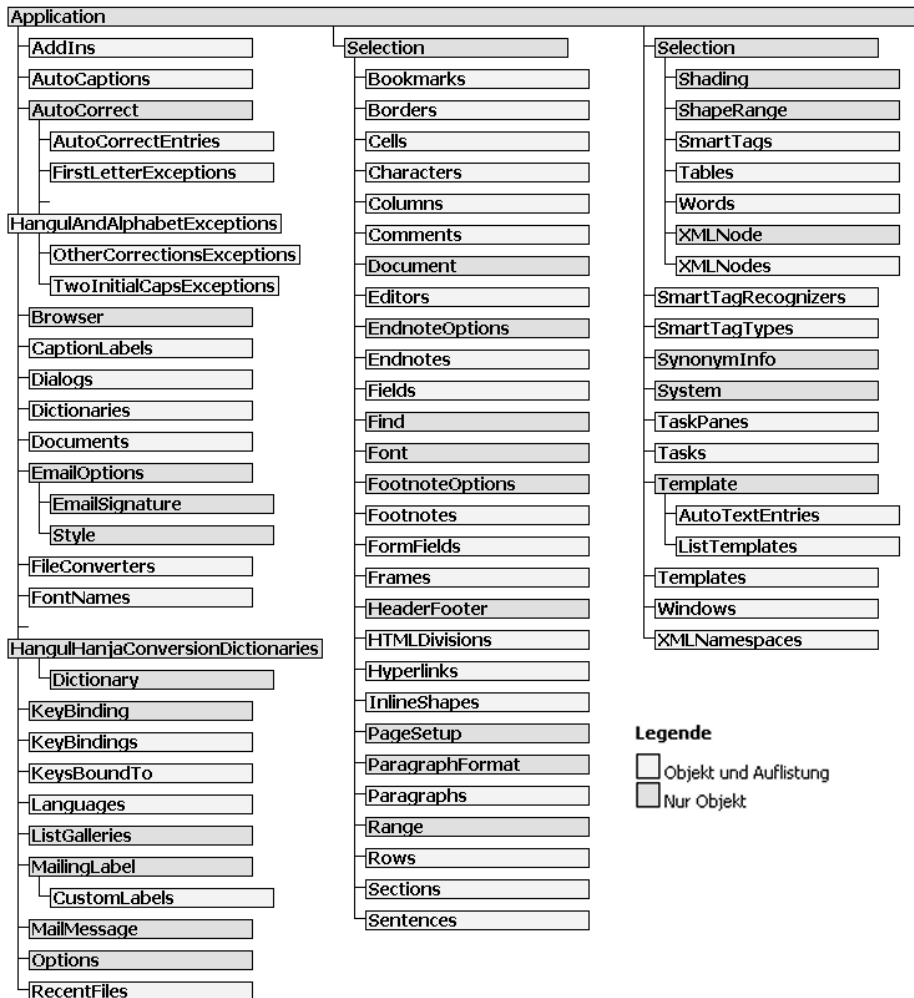 Application
AddIns
AutoCaptions
AutoCorrect
AutoCorrectEntries
FirstLetterExceptions
HangulAndAlphabetExceptions
OtherCorrectionsExceptions
TwoInitialCapsExceptions
Browser
CaptionLabels
Dialogs
Dictionaries
Documents
EmailOptions
EmailSignature
Style
FileConverters
FontNames
HangulHanjaConversionDictionaries
Dictionary
KeyBinding
KeyBindings
KeysBoundTo
Languages
ListGalleries
MailingLabel
CustomLabels
MailMessage
Options
RecentFiles
Selection
Bookmarks
Borders
Cells
Characters
Columns
Comments
Document
Editors
EndnoteOptions
Endnotes
Fields
Find
Font
FootnoteOptions
Footnotes
FormFields
Frames
HeaderFooter
HTMLDivisions
Hyperlinks
InlineShapes
PageSetup
ParagraphFormat
Paragraphs
Range
Rows
Sections
Sentences
Selection
Shading
ShapeRange
SmartTags
Tables
Words
XMLNode
XMLNodes
SmartTagRecognizers
SmartTagTypes
SynonymInfo
System
TaskPanes
Tasks
Template
AutoTextEntries
ListTemplates
Templates
Windows
XMLNamespaces
Legende
Objekt und Auflistung
Nur Objekt